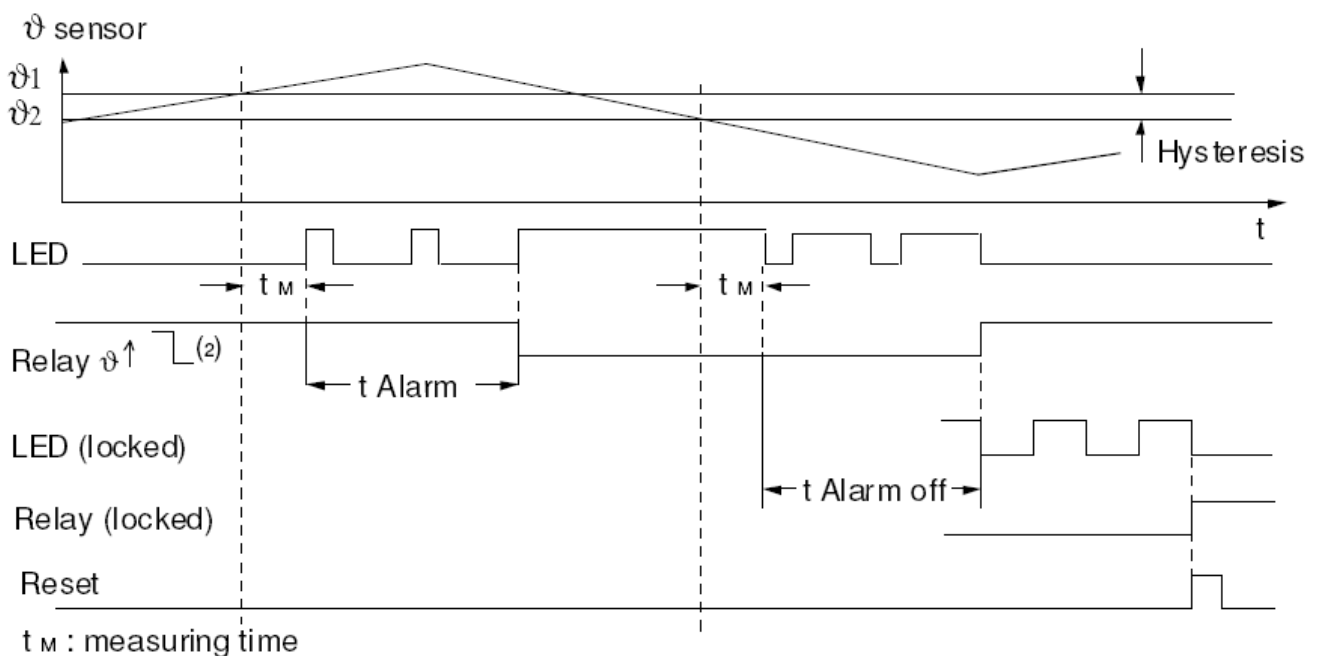 ϑ sensor
ϑ1
ϑ2
Hysteresis
t
LED
t M
t M
Relay ϑ↑
(2)
t Alarm
LED (locked)
t Alarm off
Relay (locked)
Reset
t M : measuring time